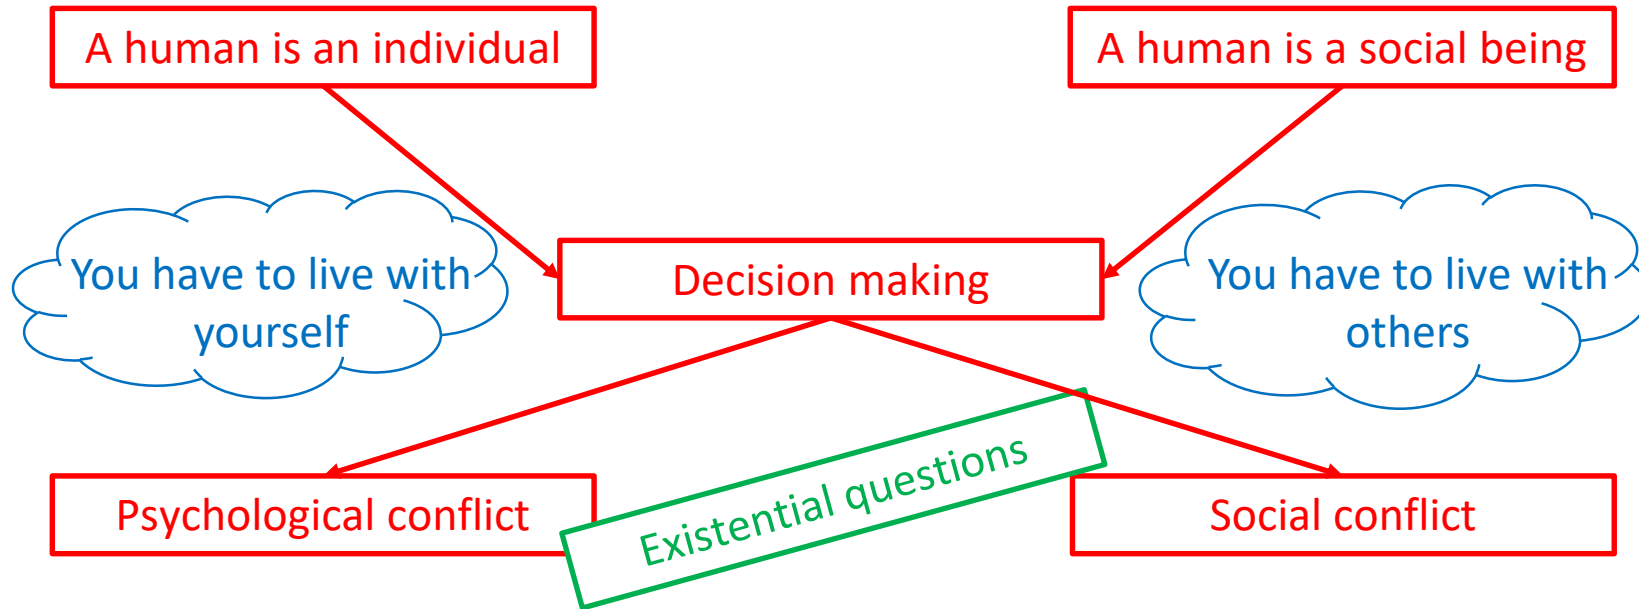 A human is an individual
A human is a social being
You have to live with
yourself
Decision making
You have to live with
others
Psychological conflict
Existential questions
Social conflict